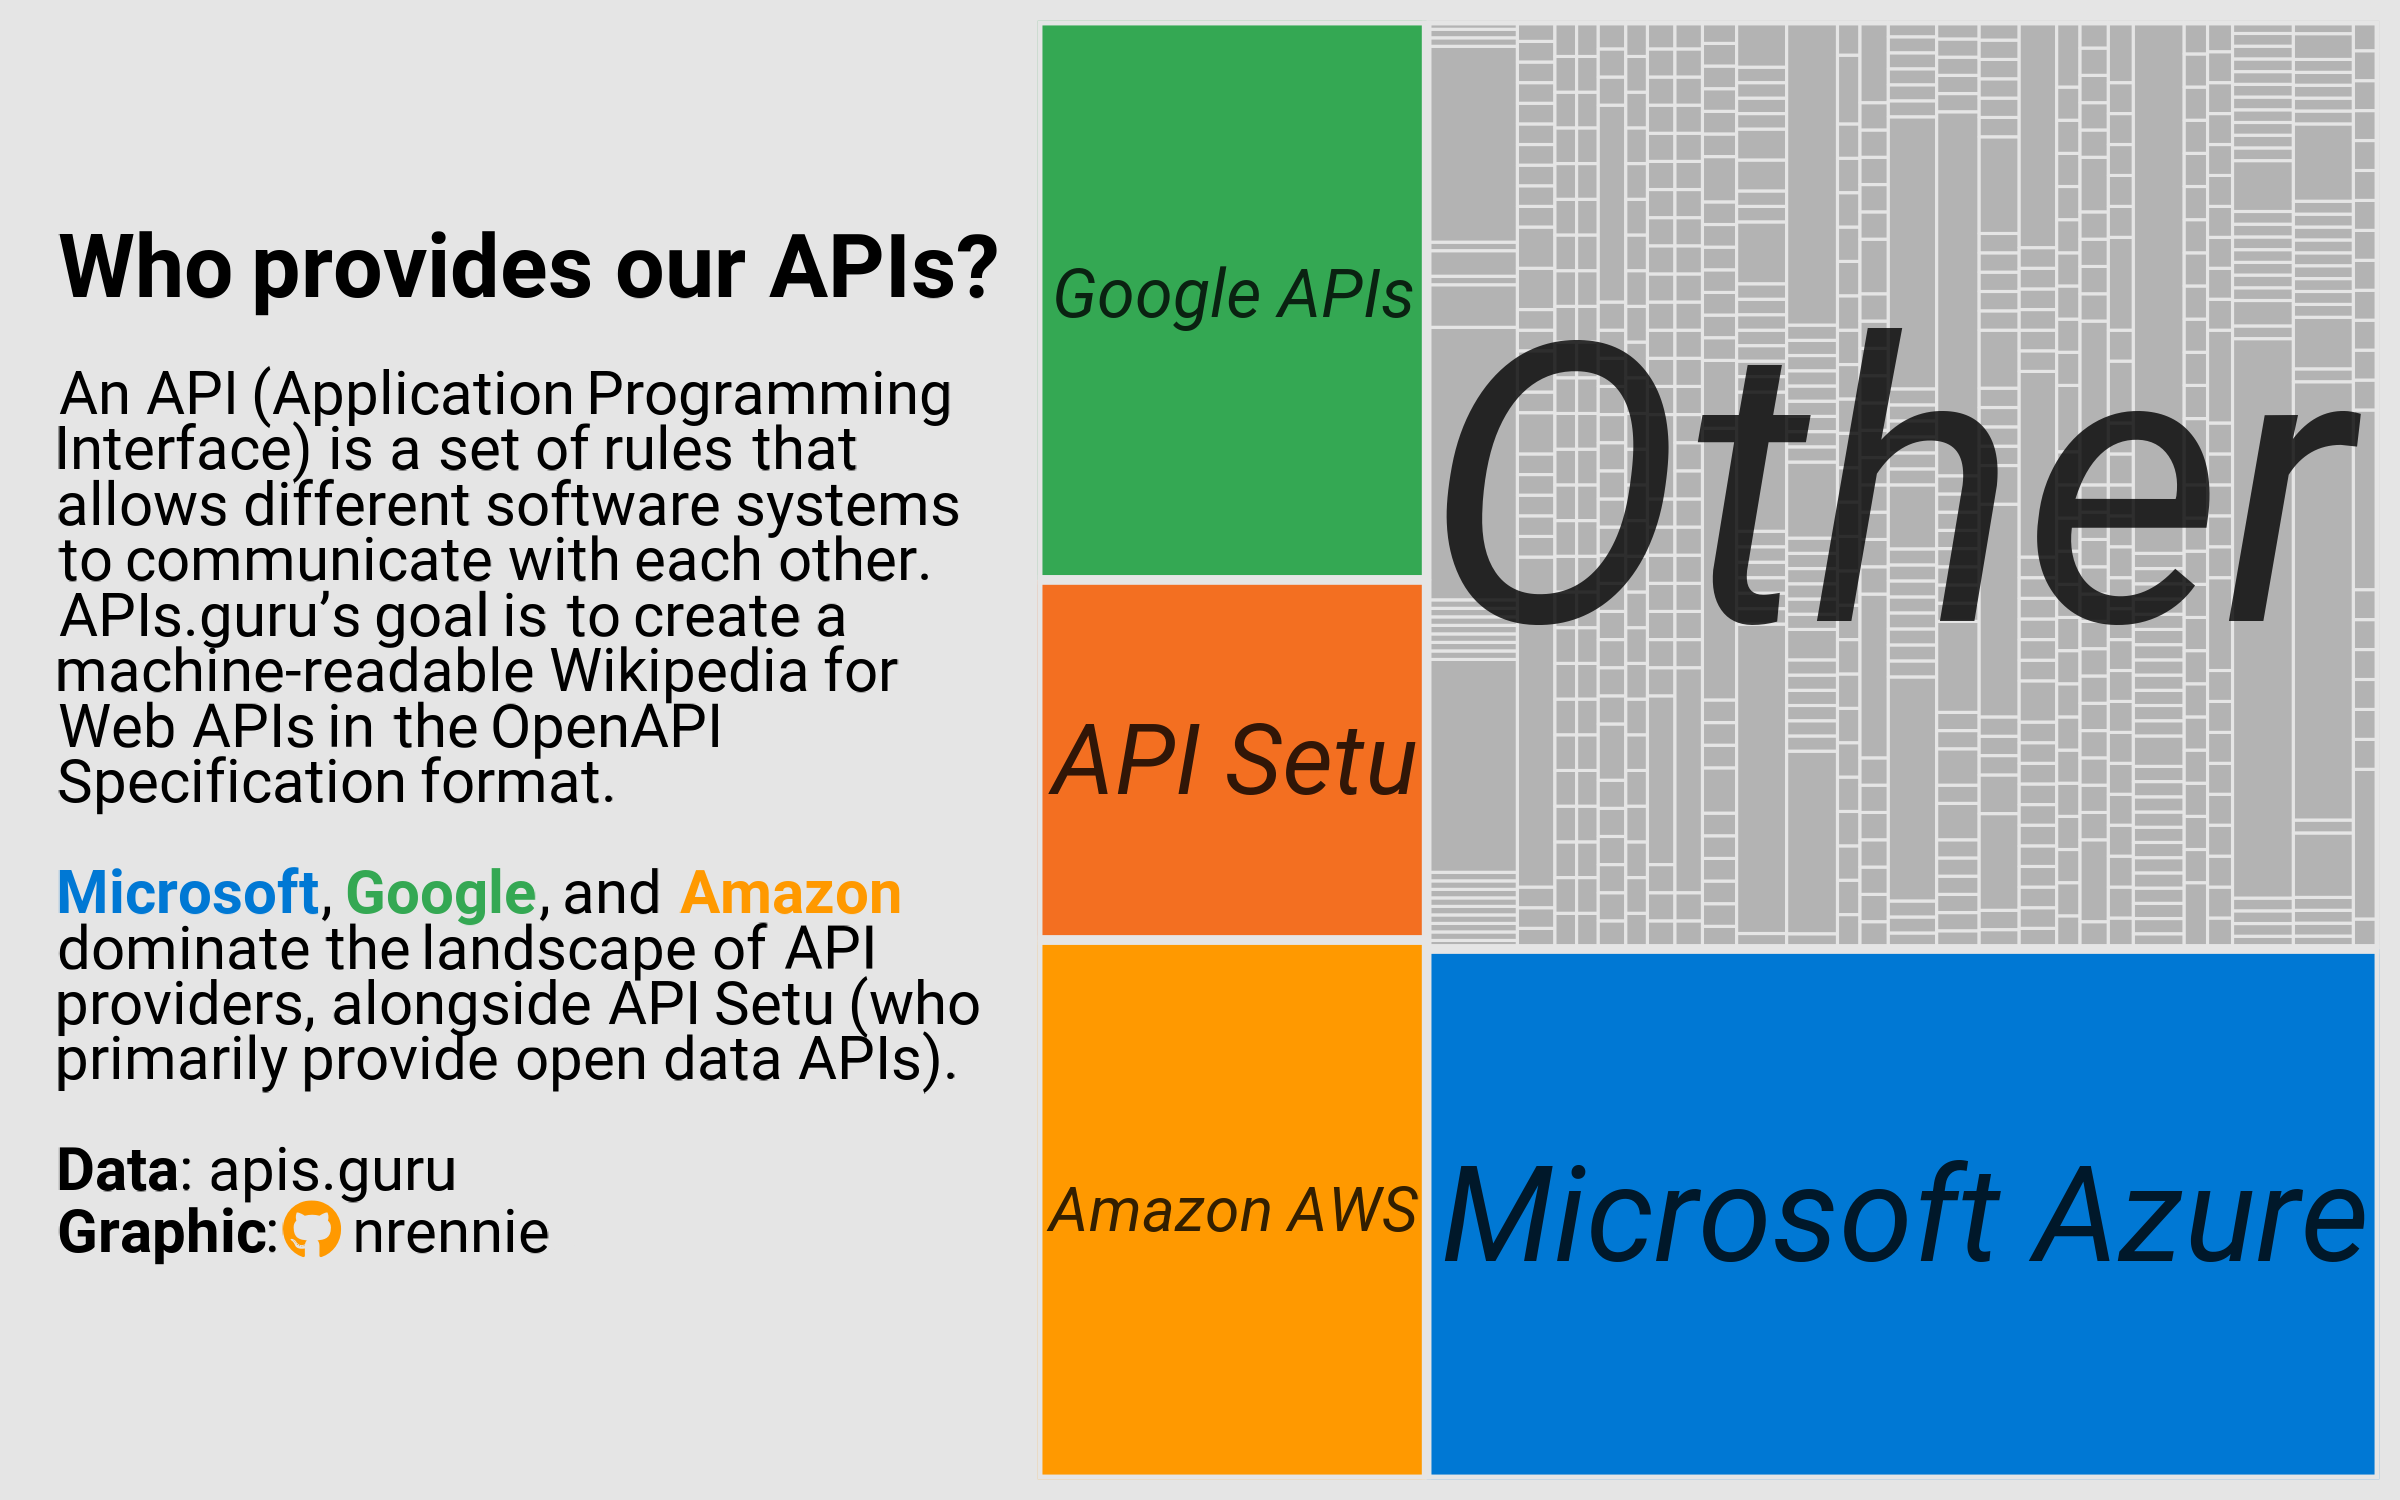 Who provides our APIs?
An API (Application Programming
Interface) is a set of rules that
allows different software systems
to communicate with each other.
APIs.guru’s goal is to create a
machine-readable Wikipedia for
Web APIs in the OpenAPI
Specification format.
Microsoft, Google, and Amazon
dominate the landscape of API
providers, alongside API Setu (who
primarily provide open data APIs).
Data: apis.guru
Graphic: nrennie
Google APIs
API Setu
Amazon AWS
Other
Microsoft Azure